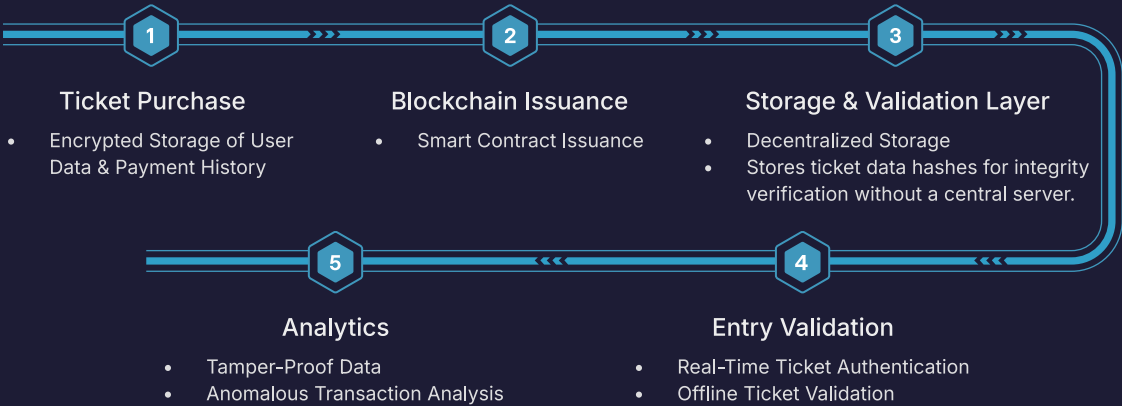 1
2
3
Ticket Purchase
• Encrypted Storage of User
Data & Payment History
Blockchain Issuance
• Smart Contract Issuance
Storage & Validation Layer
• Decentralized Storage
• Stores ticket data hashes for integrity
verification without a central server.
4
Entry Validation
• Real-Time Ticket Authentication
• Offline Ticket Validation
5
Analytics
• Tamper-Proof Data
• Anomalous Transaction Analysis